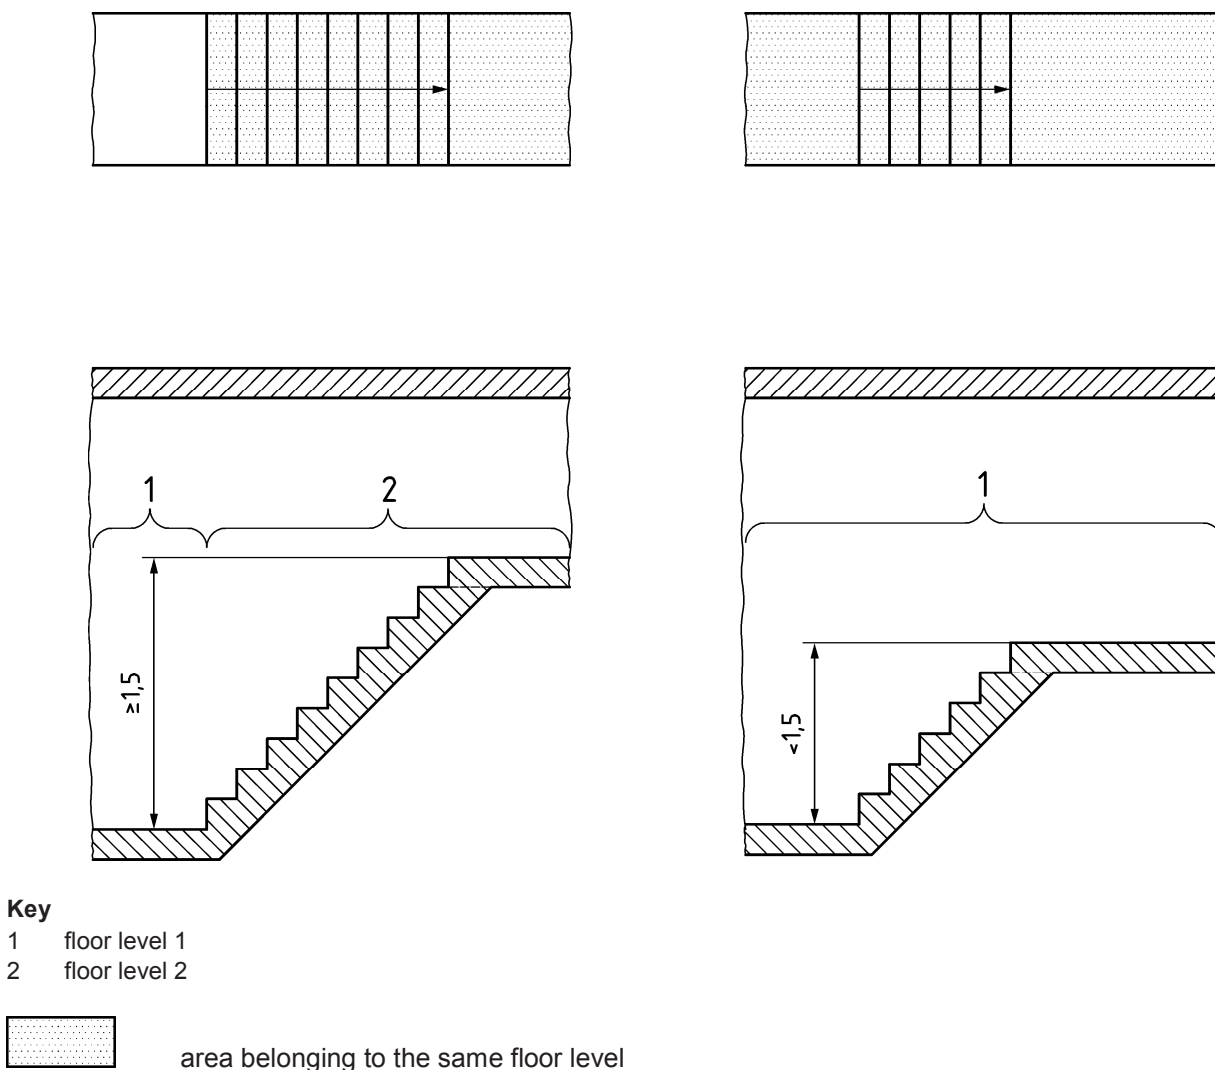 1
2
1
≥1,5
<1,5
Key
1 floor level 1
2 floor level 2
area belonging to the same floor level